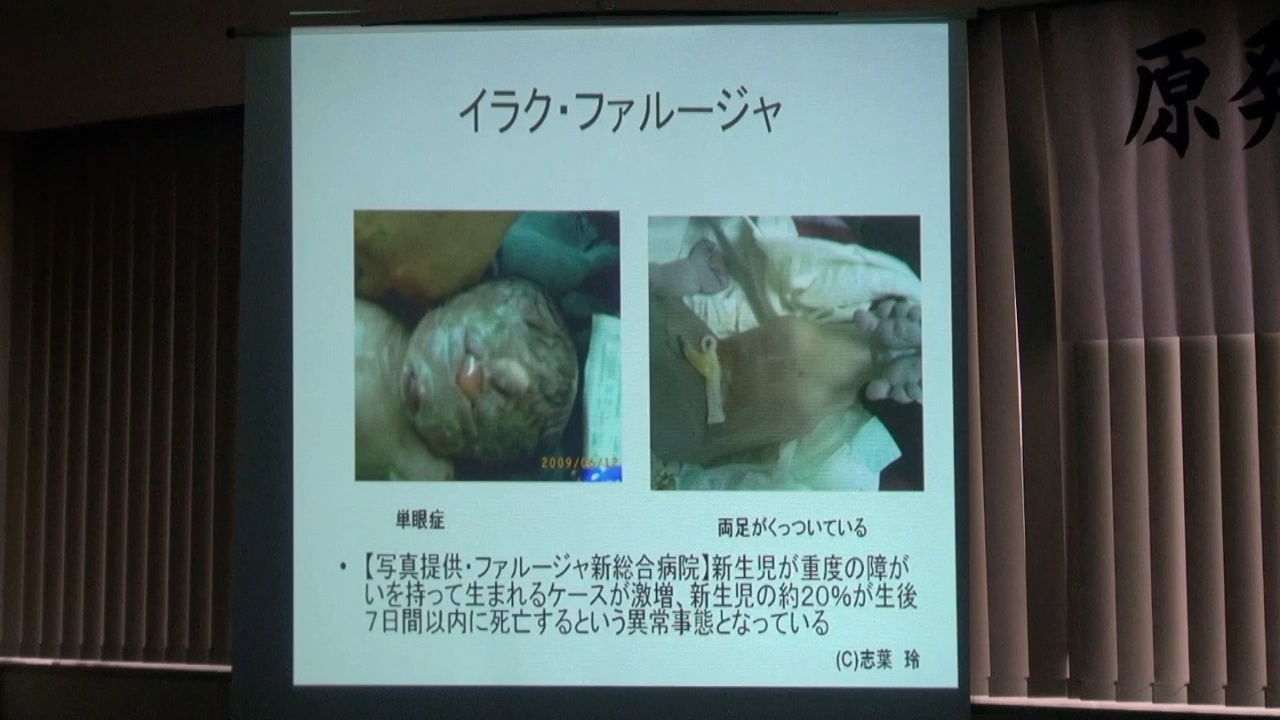 イラク・ファルージャ
原発
2009/06/12
単眼症
両足がくっついている
・【写真提供・ファルージャ新総合病院】新生児が重度の障が
いを持って生まれるケースが激増、新生児の約20%が生後
7日間以内に死亡するという異常事態となっている
(C)志葉 玲